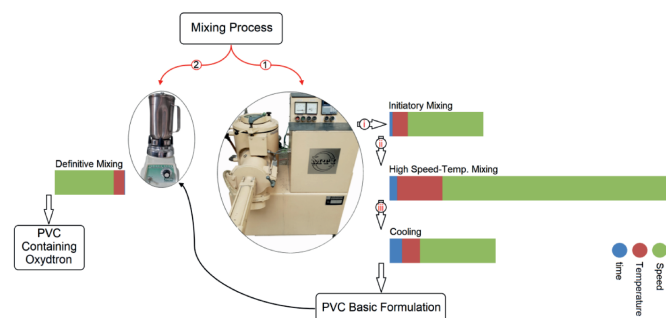 Mixing Process
2
1
i
Initiatory Mixing
ii
High Speed-Temp. Mixing
iii
Cooling
PVC Basic Formulation
Definitive Mixing
PVC
Containing
Oxydtron
time
Temperature
Speed